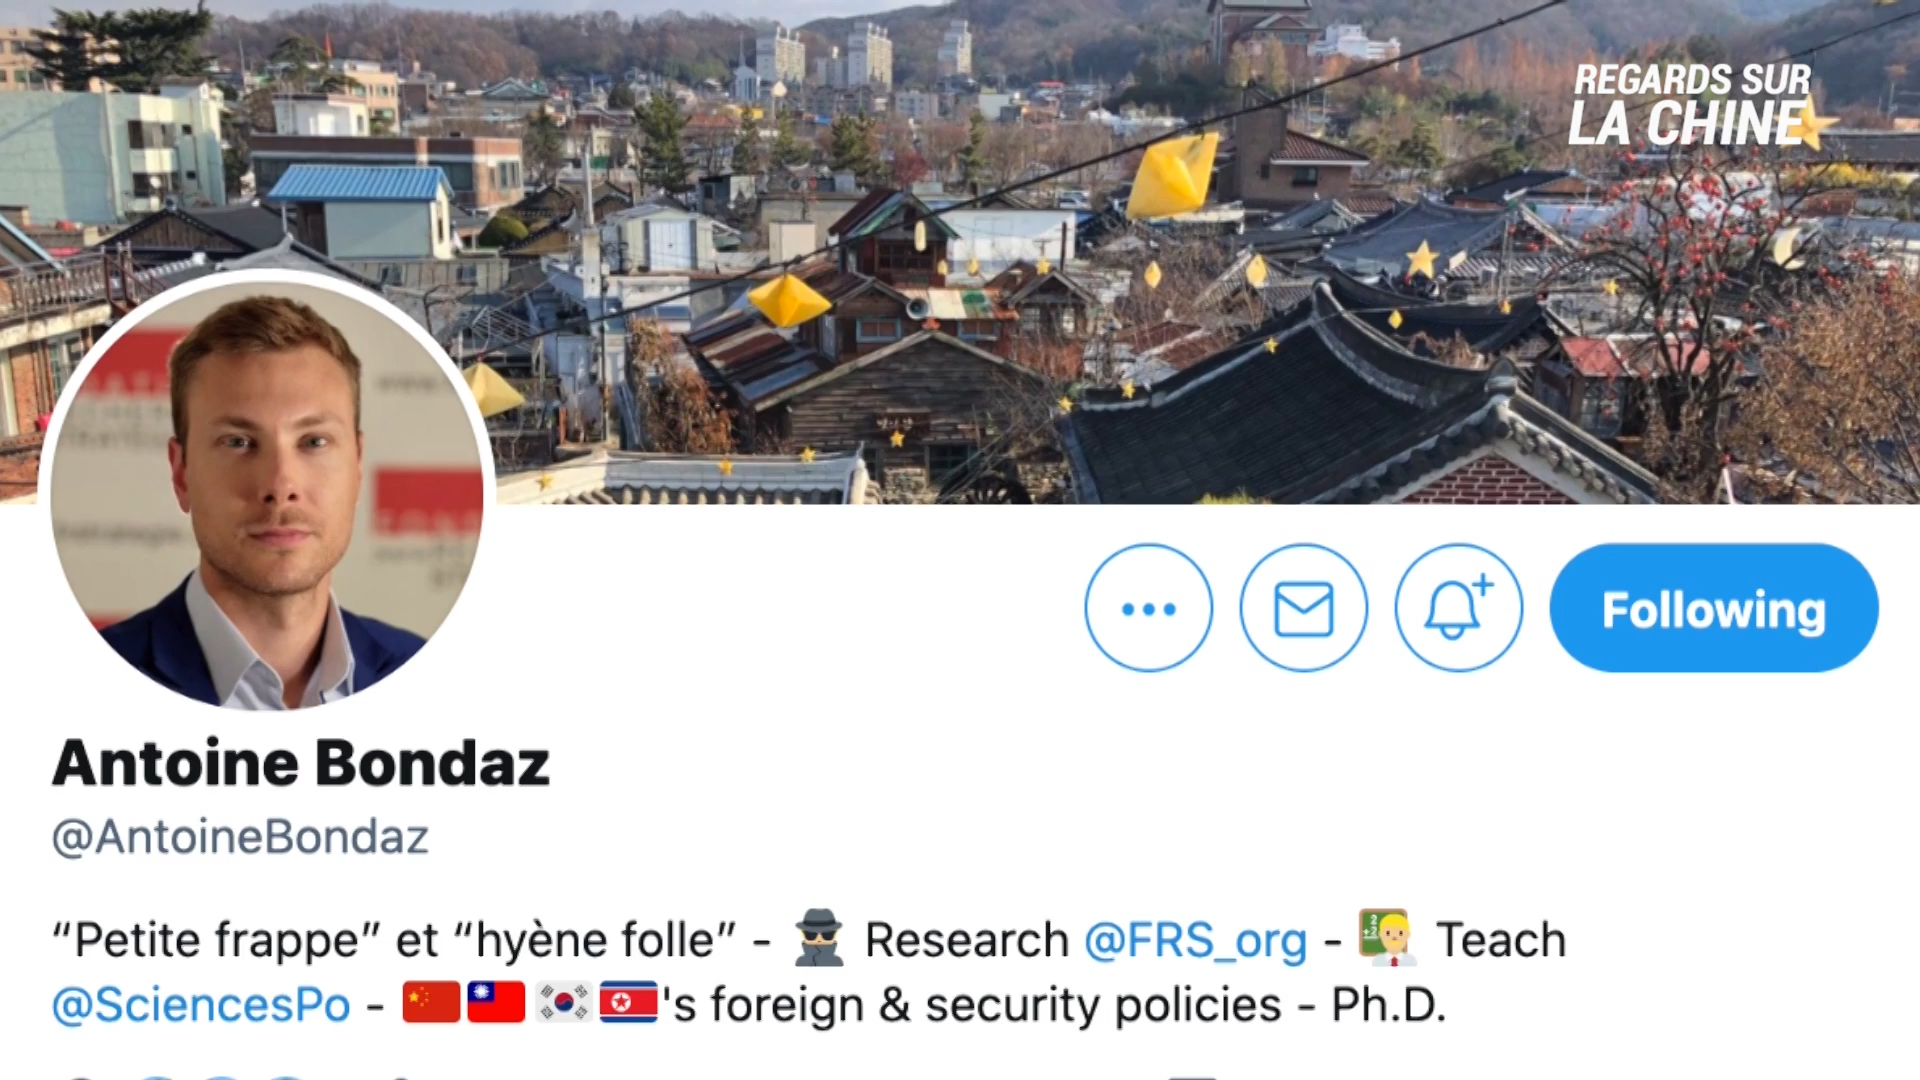 REGARDS SUR
LA CHINE
Following
Antoine Bondaz
@AntoineBondaz
“Petite frappe” et “hyène folle” - Research @FRS_org - Teach
@SciencesPo - 's foreign & security policies - Ph.D.